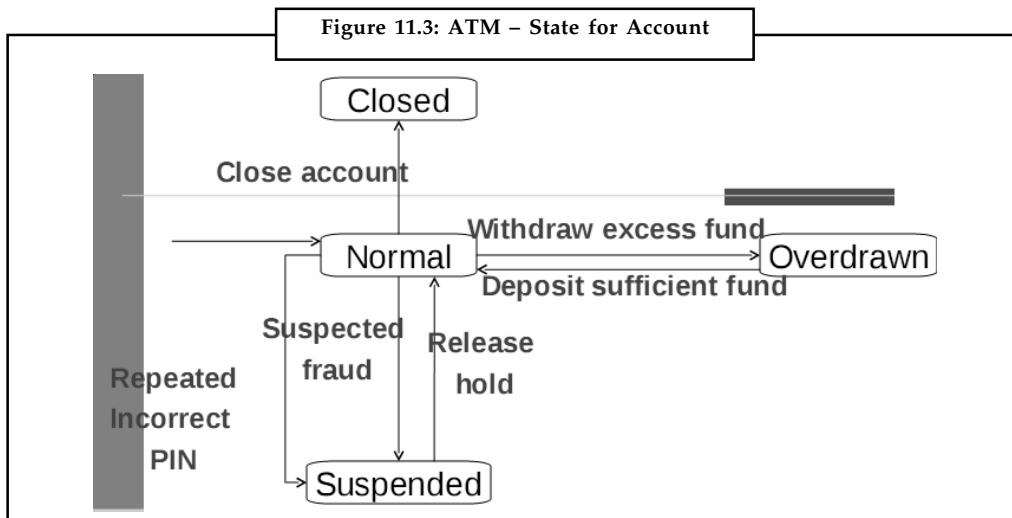 Figure 11.3: ATM – State for Account
Closed
Close account
Withdraw excess fund
Normal
Overdrawn
Deposit sufficient fund
Suspected
fraud
Release
hold
Repeated
Incorrect
PIN
Suspended